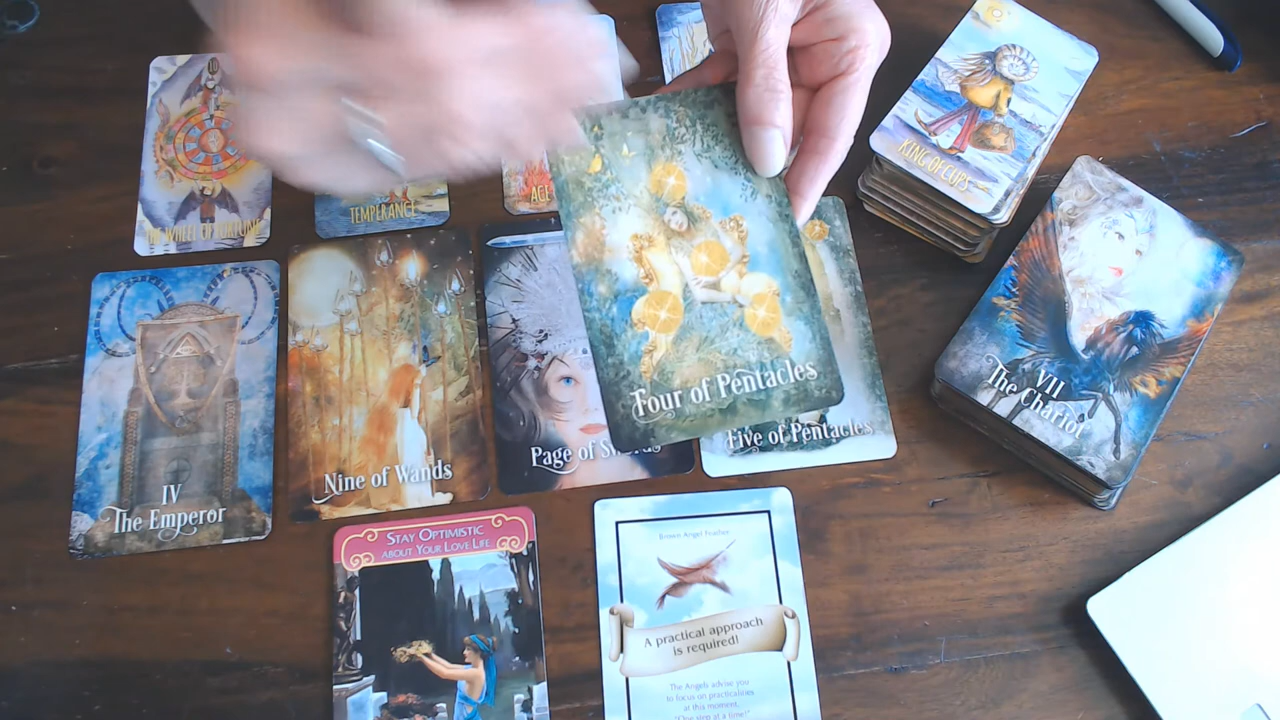 10
THE WHEEL OF FORTUNE
TEMPERANCE
ACE
KING OF CUPS
IV
The Emperor
Nine of Wands
Page of Swords
Four of Pentacles
Five of Pentacles
VII
The Chariot
STAY OPTIMISTIC
ABOUT YOUR LOVE LIFE
Brown Angel Feather
A practical approach
is required!
The Angels advise you
to focus on practicalities
at this moment.
"One step at a time!"